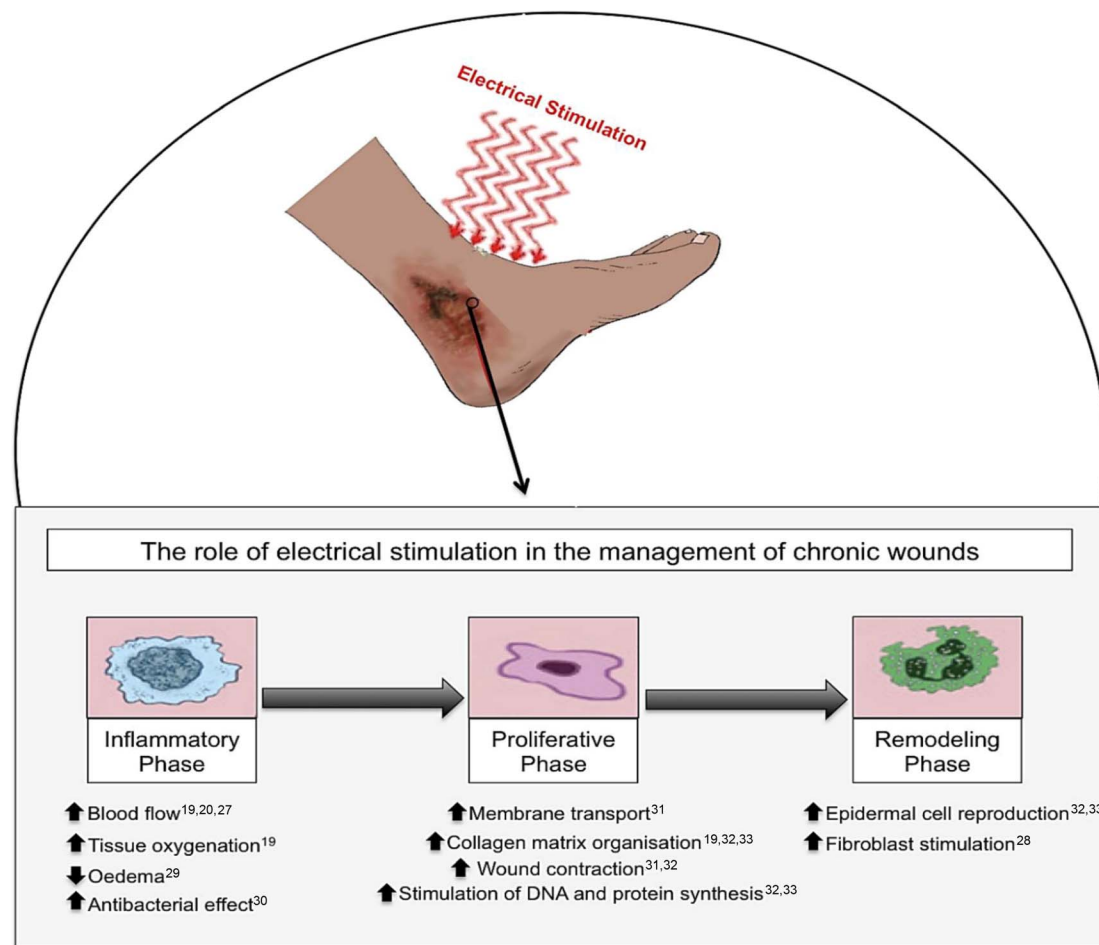 Electrical Stimulation
The role of electrical stimulation in the management of chronic wounds
Inflammatory
Phase
Proliferative
Phase
Remodeling
Phase
Blood flow19,20,27
Tissue oxygenation19
Oedema29
Antibacterial effect30
Membrane transport31
Collagen matrix organisation19,32,33
Wound contraction31,32
Stimulation of DNA and protein synthesis32,33
Epidermal cell reproduction32,33
Fibroblast stimulation28